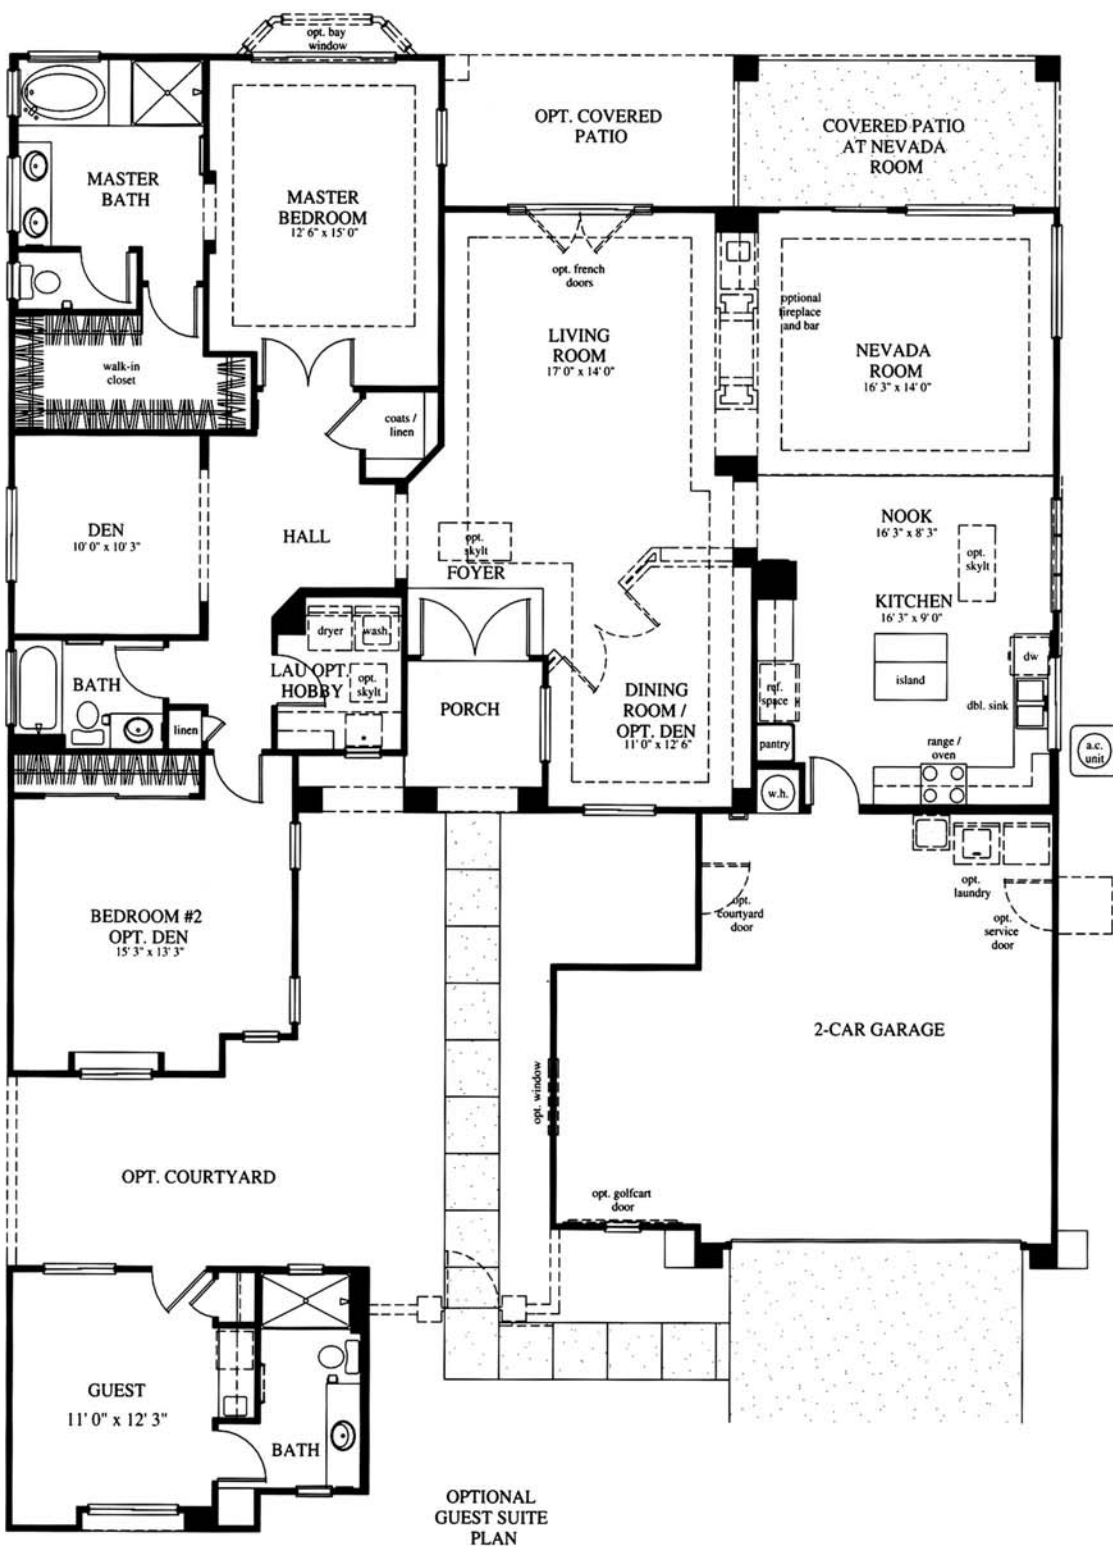 opt. bay
window
OPT. COVERED
PATIO
COVERED PATIO
AT NEVADA
ROOM
MASTER
BATH
MASTER
BEDROOM
12' 6" x 15' 0"
opt. french
doors
optional
fireplace
and bar
LIVING
ROOM
17' 0" x 14' 0"
NEVADA
ROOM
16' 3" x 14' 0"
walk-in
closet
coats /
linen
DEN
10' 0" x 10' 3"
HALL
opt.
skylt
FOYER
NOOK
16' 3" x 8' 3"
opt.
skylt
KITCHEN
16' 3" x 9' 0"
dryer
wash
LAU OPT.
HOBBY
opt.
skylt
BATH
linen
PORCH
DINING
ROOM /
OPT. DEN
11' 0" x 12' 6"
ref.
space
pantry
island
dw
dbl. sink
range /
oven
a.c.
unit
w.h.
BEDROOM #2
OPT. DEN
15' 3" x 13' 3"
opt.
courtyard
door
opt.
laundry
opt.
service
door
2-CAR GARAGE
opt. window
OPT. COURTYARD
opt. golfcart
door
GUEST
11' 0" x 12' 3"
BATH
OPTIONAL
GUEST SUITE
PLAN